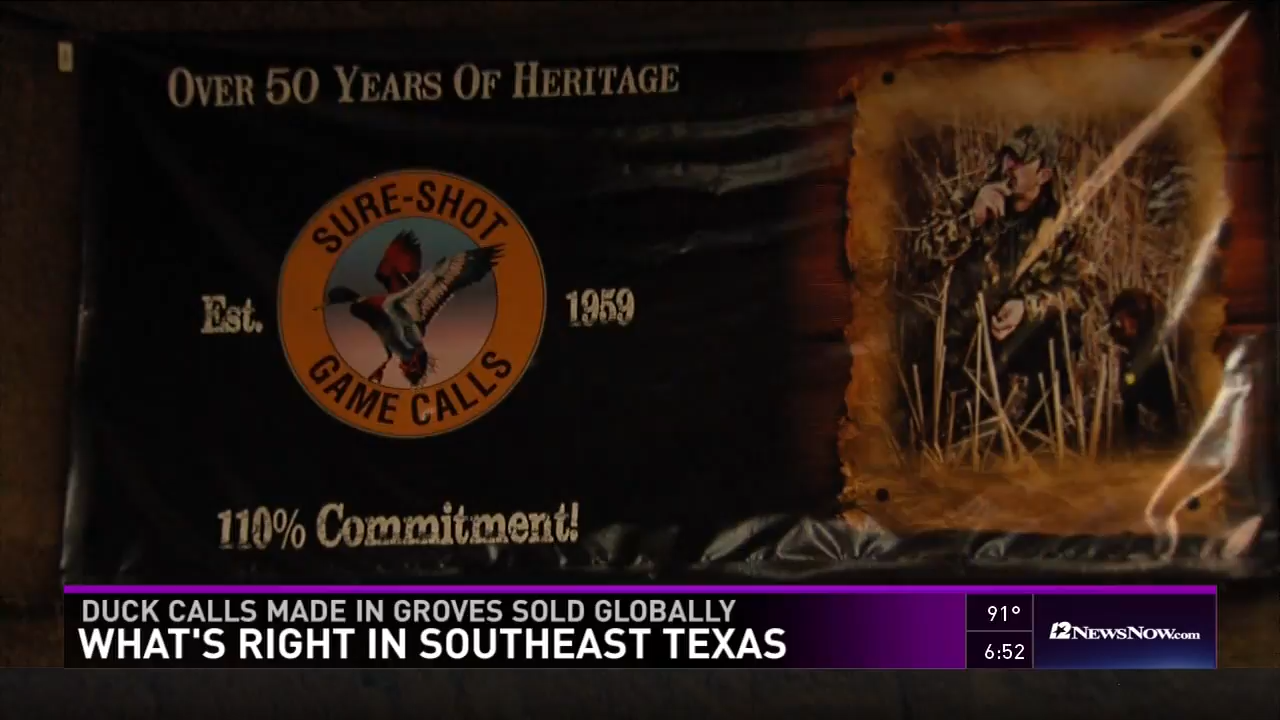 OVER 50 YEARS OF HERITAGE
SURE-SHOT
Est.
1959
GAME CALLS
110% Commitment!
DUCK CALLS MADE IN GROVES SOLD GLOBALLY
WHAT'S RIGHT IN SOUTHEAST TEXAS
91°
6:52
12NEWSNOW.com